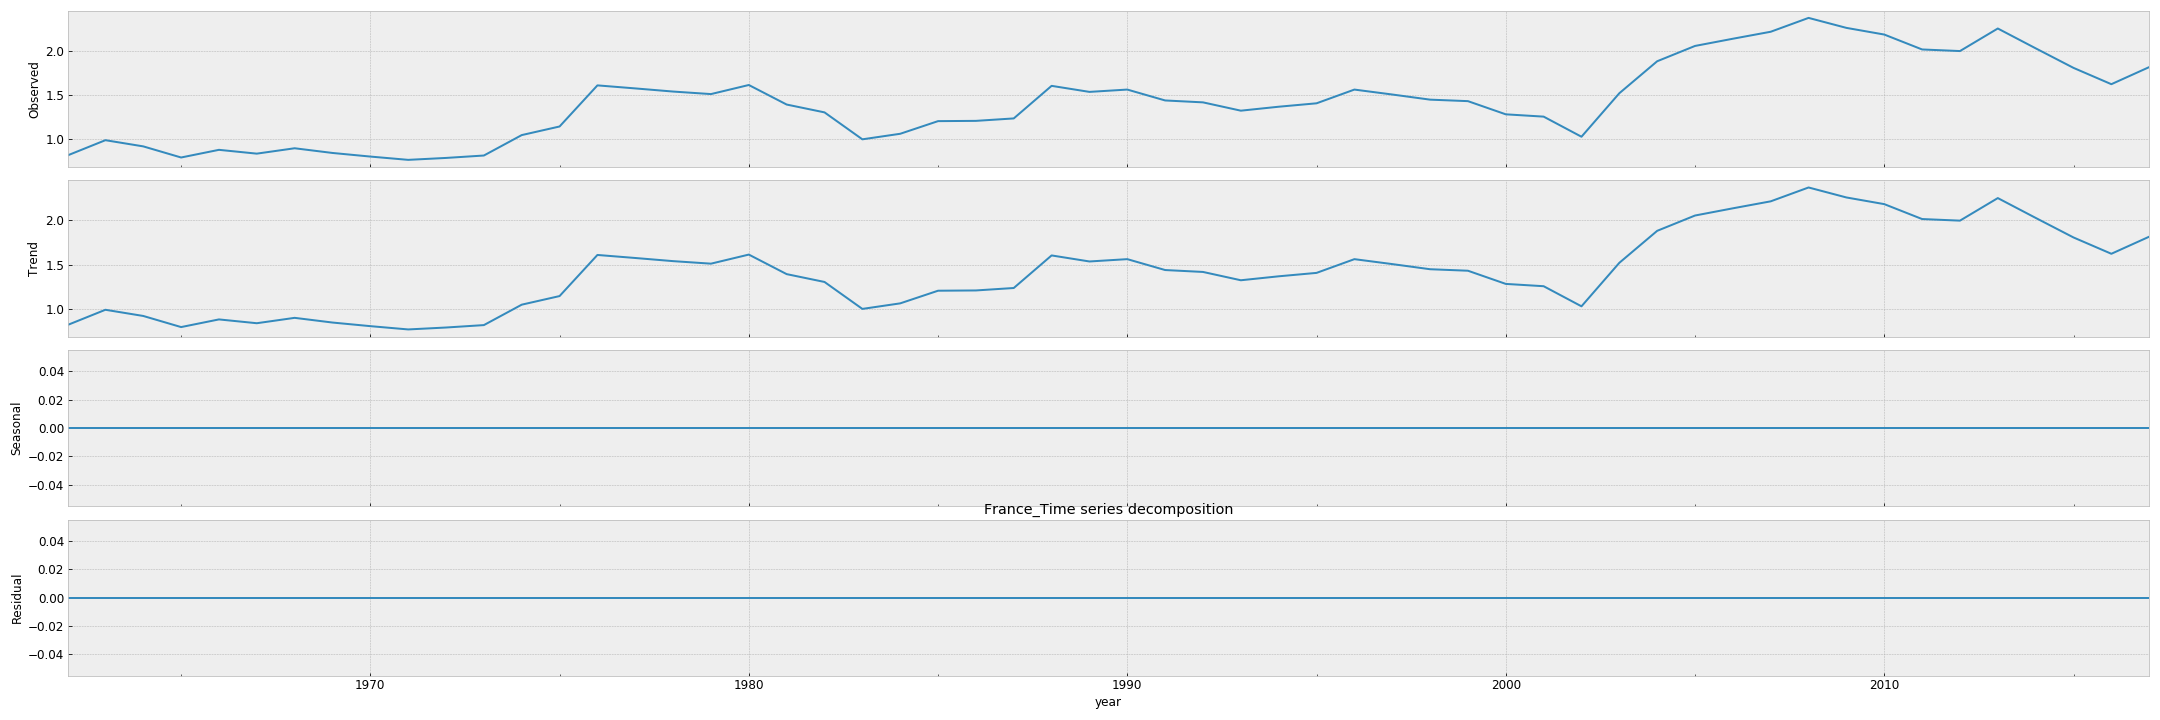 2.0
1.5
1.0
Observed
2.0
1.5
1.0
Trend
0.04
0.02
0.00
−0.02
−0.04
Seasonal
France_Time series decomposition
0.04
0.02
0.00
−0.02
−0.04
Residual
1970 1980 1990 2000 2010
year